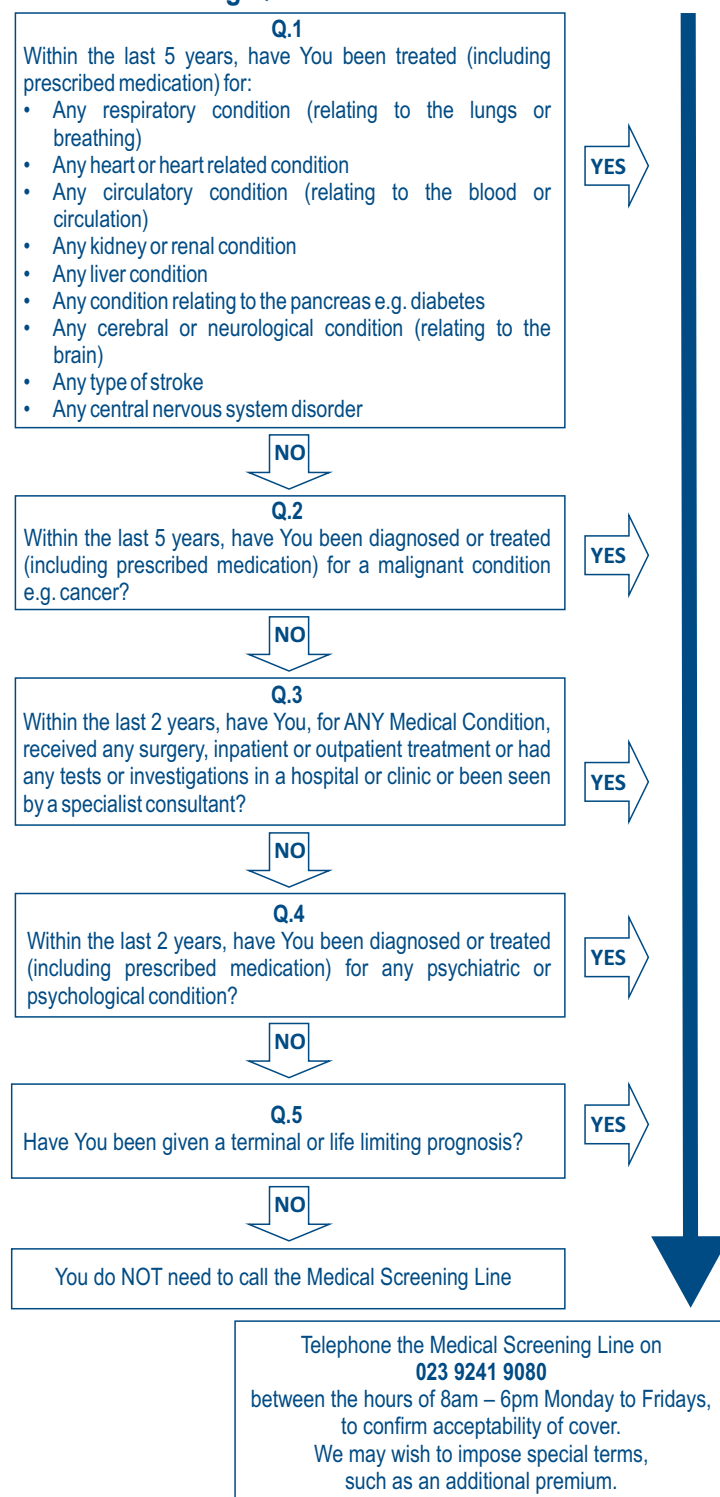 Q.1
Within the last 5 years, have You been treated (including
prescribed medication) for:
• Any respiratory condition (relating to the lungs or
breathing)
• Any heart or heart related condition
• Any circulatory condition (relating to the blood or
circulation)
• Any kidney or renal condition
• Any liver condition
• Any condition relating to the pancreas e.g. diabetes
• Any cerebral or neurological condition (relating to the
brain)
• Any type of stroke
• Any central nervous system disorder
YES
NO
Q.2
Within the last 5 years, have You been diagnosed or treated
(including prescribed medication) for a malignant condition
e.g. cancer?
YES
NO
Q.3
Within the last 2 years, have You, for ANY Medical Condition,
received any surgery, inpatient or outpatient treatment or had
any tests or investigations in a hospital or clinic or been seen
by a specialist consultant?
YES
NO
Q.4
Within the last 2 years, have You been diagnosed or treated
(including prescribed medication) for any psychiatric or
psychological condition?
YES
NO
Q.5
Have You been given a terminal or life limiting prognosis?
YES
NO
You do NOT need to call the Medical Screening Line
Telephone the Medical Screening Line on
023 9241 9080
between the hours of 8am – 6pm Monday to Fridays,
to confirm acceptability of cover.
We may wish to impose special terms,
such as an additional premium.